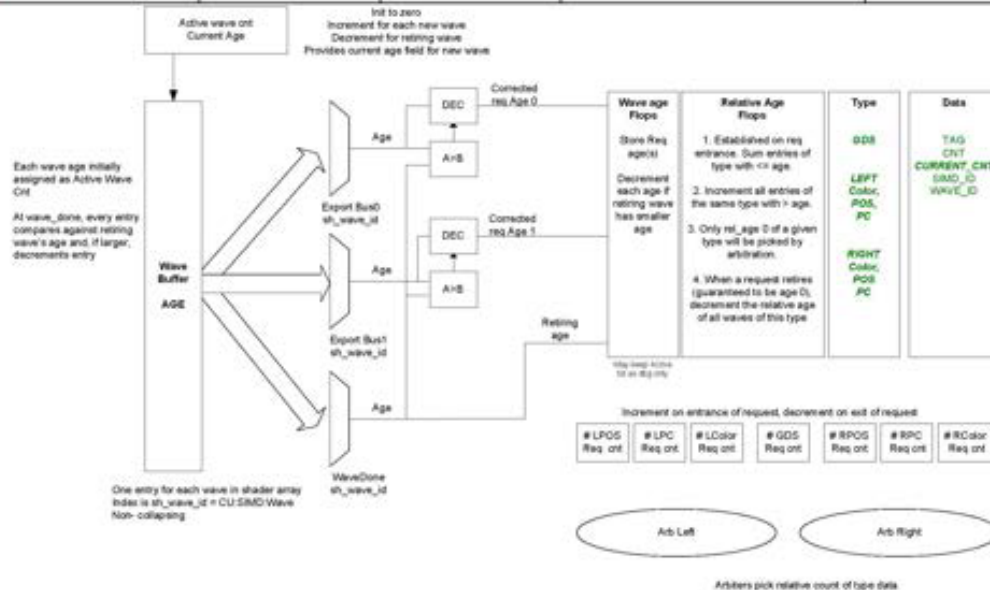 Active wave cnt
Current Age
Init to zero
Increment for each new wave
Decrement for retiring wave
Provides current age field for new wave
Each wave age initially
assigned as Active Wave
Cnt
At wave_done, every entry
compares against retiring
wave's age and, if larger,
decrements entry
Wave
Buffer
AGE
One entry for each wave in shader array
Index is sh_wave_id = CU:SIMD:Wave
Non- collapsing
Age
Export Bus0
sh_wave_id
Age
Export Bus1
sh_wave_id
Age
WaveDone
sh_wave_id
DEC
A>B
Corrected
req Age 0
DEC
A>B
Corrected
req Age 1
Retiring
age
Wave age
Flops
Store Req
age(s)
Decrement
each age if
retiring wave
has smaller
age
Relative Age
Flops
1. Established on req
entrance. Sum entries of
type with <= age.
2. Increment all entries of
the same type with > age.
3. Only rel_age 0 of a given
type will be picked by
arbitration.
4. When a request retires
(guaranteed to be age 0),
decrement the relative age
of all waves of this type
Type
GDS
LEFT
Color,
POS,
PC
RIGHT
Color,
POS
PC
Data
TAG
CNT
CURRENT_CNT
SIMD_ID
WAVE_ID
Increment on entrance of request, decrement on exit of request
# LPOS
Req cnt
# LPC
Req cnt
# LColor
Req cnt
# GDS
Req cnt
# RPOS
Req cnt
# RPC
Req cnt
# RColor
Req cnt
Arb Left
Arb Right
Arbiters pick relative count of type data.